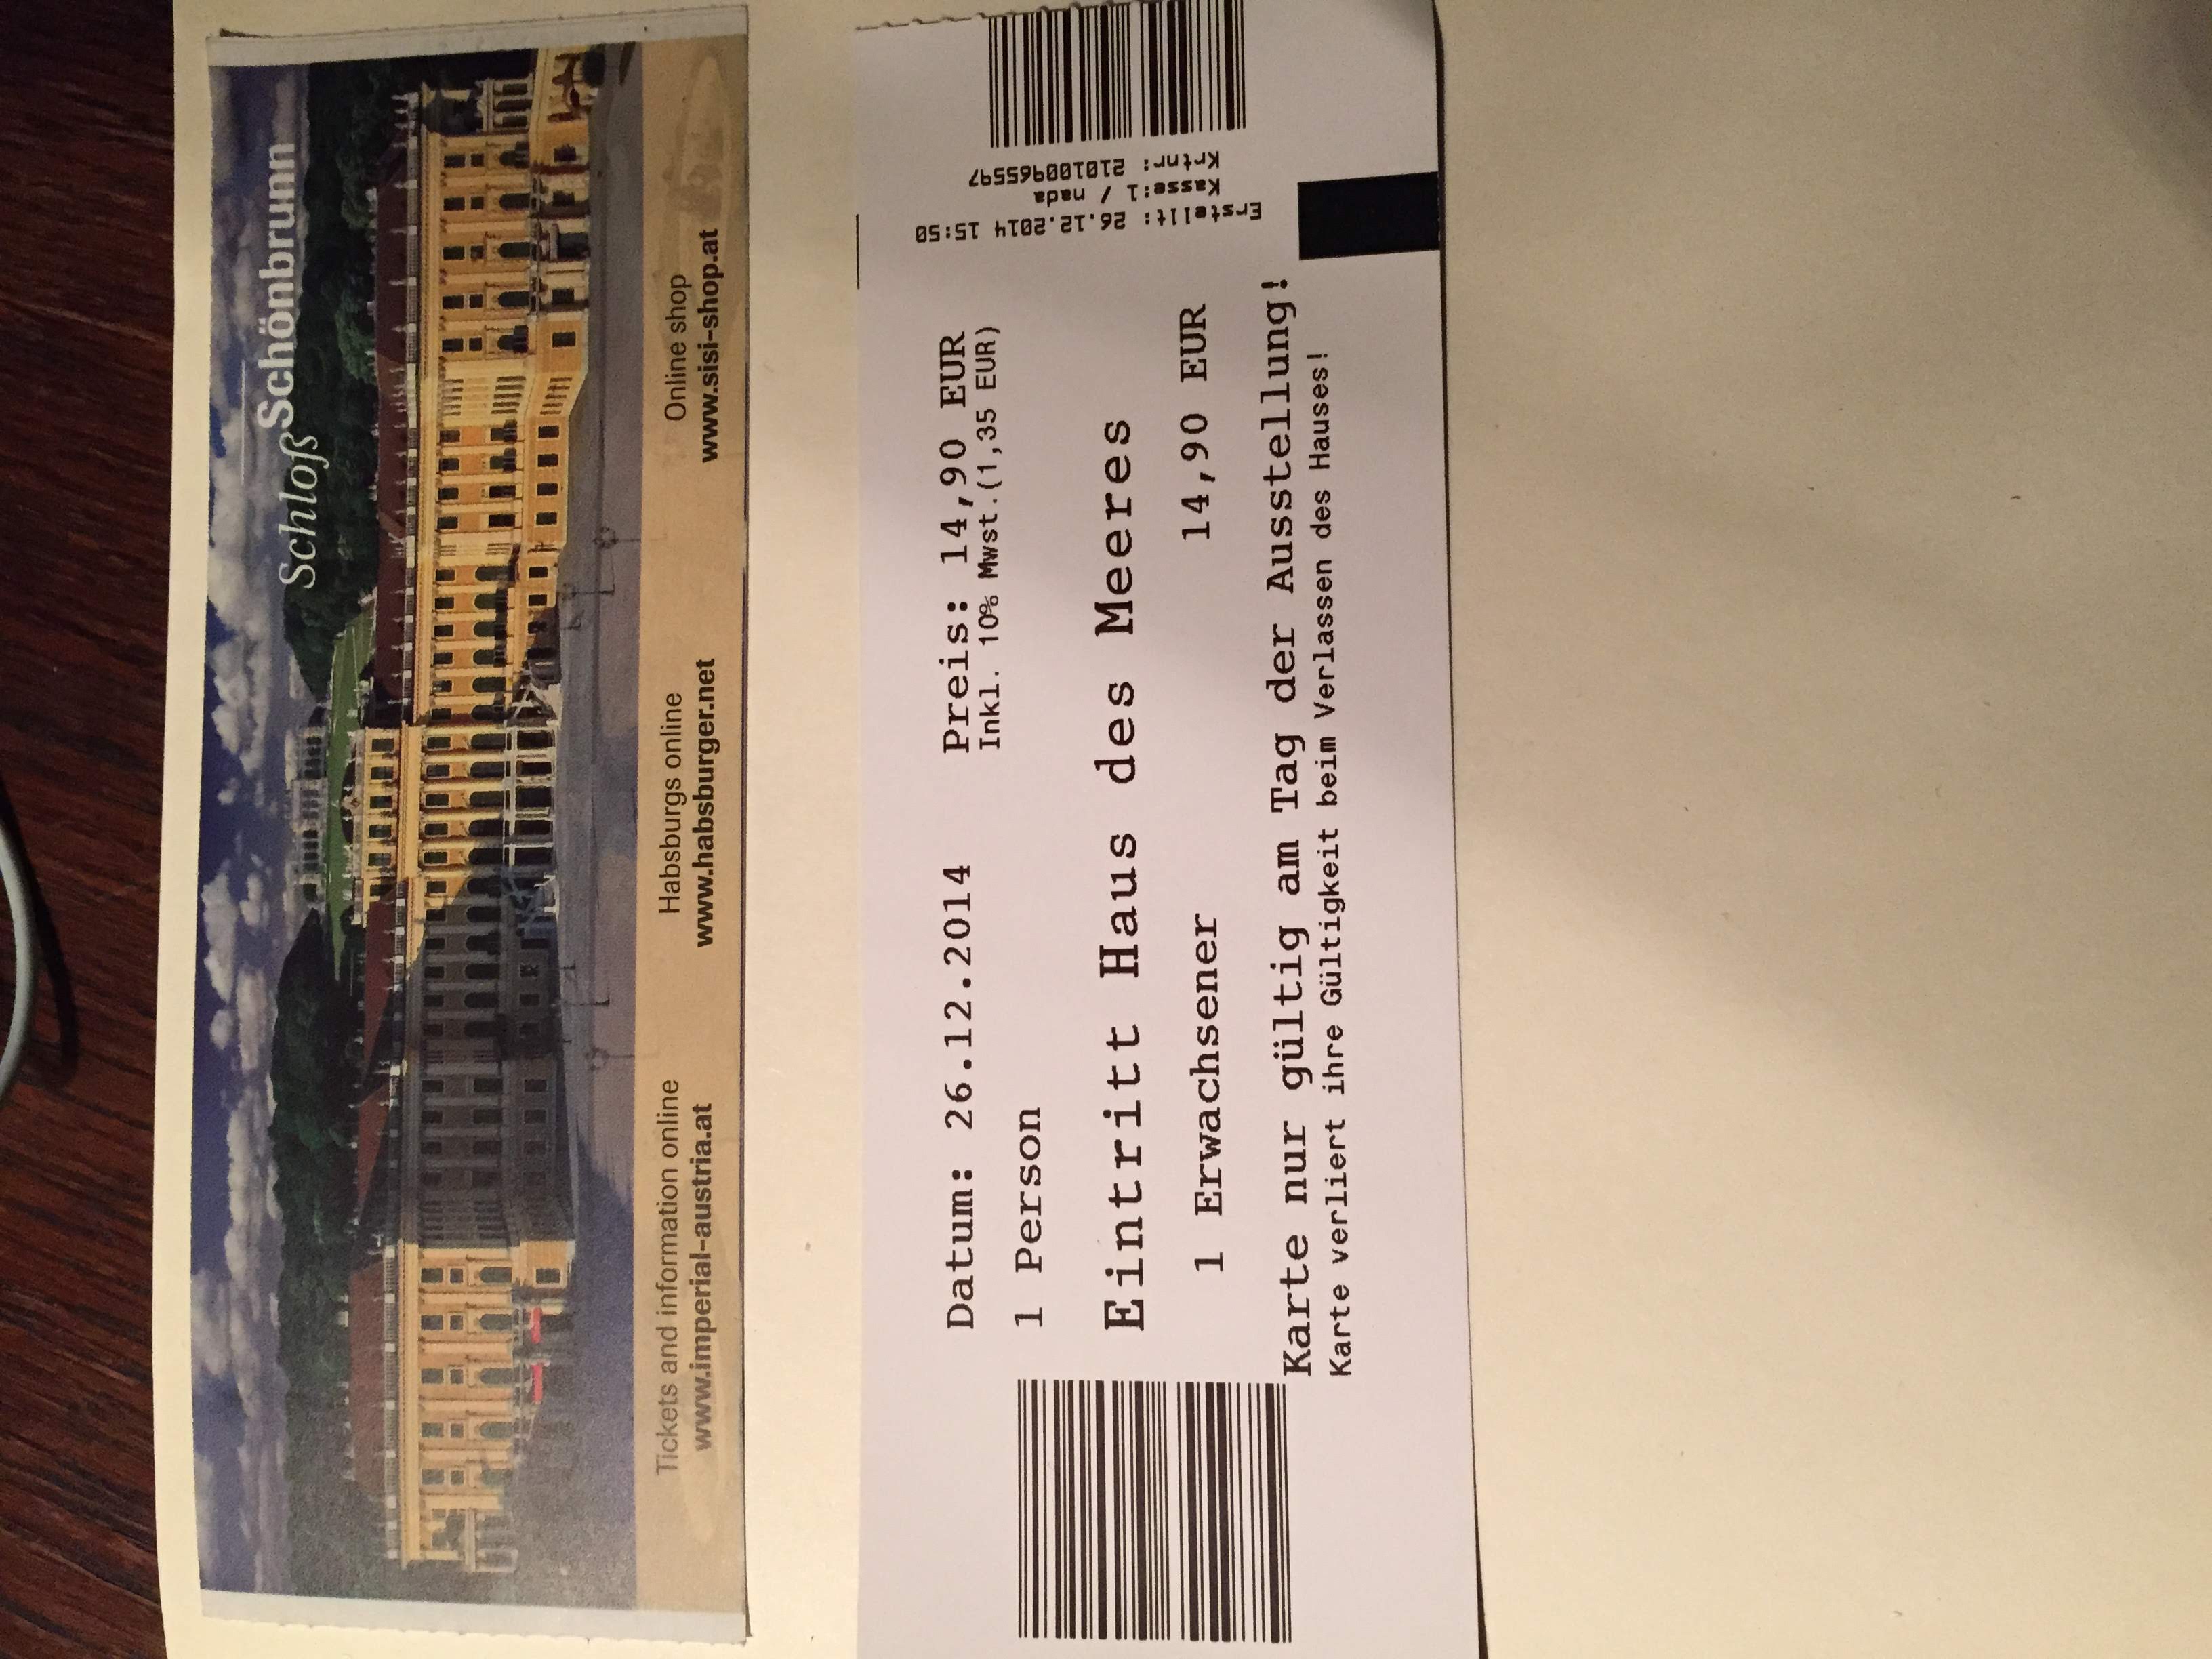 Schloß Schönbrunn
Tickets and information online
www.imperial-austria.at
Habsburgs online
www.habsburger.net
Online shop
www.sisi-shop.at
Datum: 26.12.2014
Preis: 14,90 EUR
Inkl. 10% Mwst.(1,35 EUR)
1 Person
Eintritt Haus des Meeres
1 Erwachsener 14,90 EUR
Karte nur gültig am Tag der Ausstellung!
Karte verliert ihre Gültigkeit beim Verlassen des Hauses!
Erstellt: 26.12.2014 15:50
Kasse:1 / nada
Krtnr: 210100965597